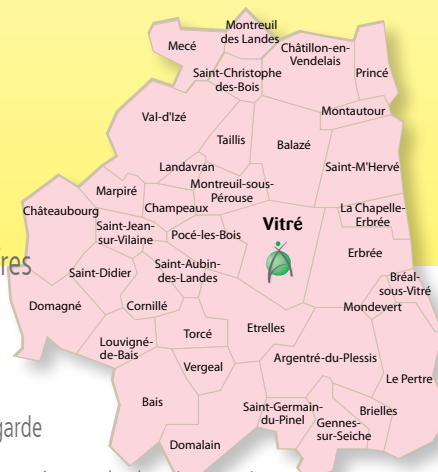 Montreuil
des Landes
Mecé
Châtillon-en-
Vendelais
Princé
Saint-Christophe
des-Bois
Montautour
Val-d'Izé
Taillis
Balazé
Landavran
Saint-M'Hervé
Marpiré
Montreuil-sous-
Pérouse
Châteaubourg
Champeaux
La Chapelle-
Erbrée
Vitré
Saint-Jean-
sur-Vilaine
Pocé-les-Bois
Erbrée
res
Saint-Didier
Saint-Aubin-
des-Landes
Bréal-
sous-Vitré
Domagné
Cornillé
Mondevert
Torcé
Etrelles
Louvigné-
de-Bais
Argentré-du-Plessis
Vergeal
Le Pertre
Bais
Saint-Germain-
du-Pinel
Brielles
Gennes-
sur-Seiche
garde
Domalain